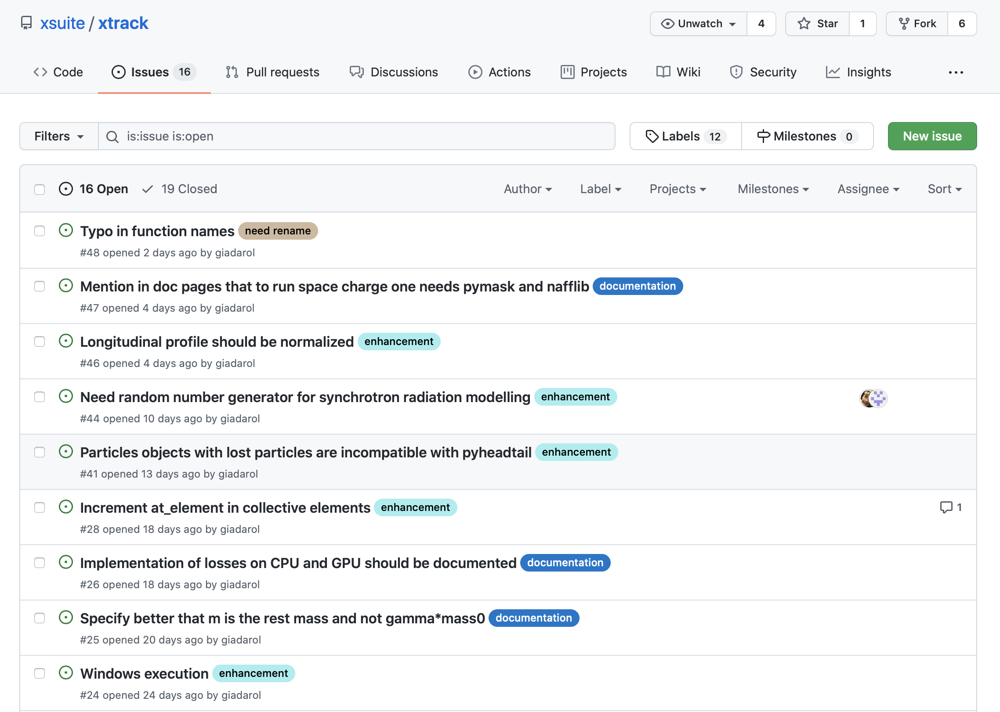 xsuite / xtrack
Unwatch 4 Star 1 Fork 6
Code Issues 16 Pull requests Discussions Actions Projects Wiki Security Insights ...
Filters is:issue is:open Labels 12 Milestones 0 New issue
16 Open 19 Closed Author Label Projects Milestones Assignee Sort
Typo in function names need rename
#48 opened 2 days ago by giadarol
Mention in doc pages that to run space charge one needs pymask and nafflib documentation
#47 opened 4 days ago by giadarol
Longitudinal profile should be normalized enhancement
#46 opened 4 days ago by giadarol
Need random number generator for synchrotron radiation modelling enhancement
#44 opened 10 days ago by giadarol
Particles objects with lost particles are incompatible with pyheadtail enhancement
#41 opened 13 days ago by giadarol
Increment at_element in collective elements enhancement 1
#28 opened 18 days ago by giadarol
Implementation of losses on CPU and GPU should be documented documentation
#26 opened 18 days ago by giadarol
Specify better that m is the rest mass and not gamma*mass0 documentation
#25 opened 20 days ago by giadarol
Windows execution enhancement
#24 opened 24 days ago by giadarol